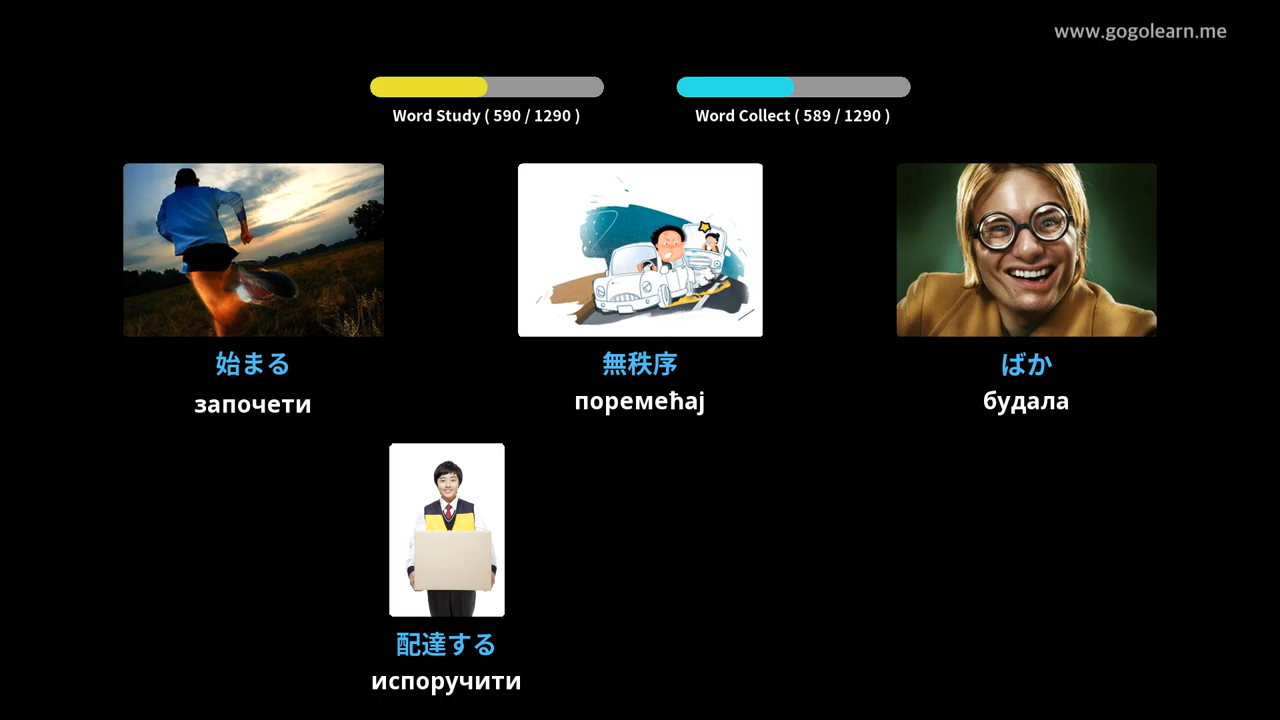 www.gogolearn.me
Word Study ( 590 / 1290 )
Word Collect ( 589 / 1290 )
始まる
започети
無秩序
поремећај
ばか
будала
配達する
испоручити